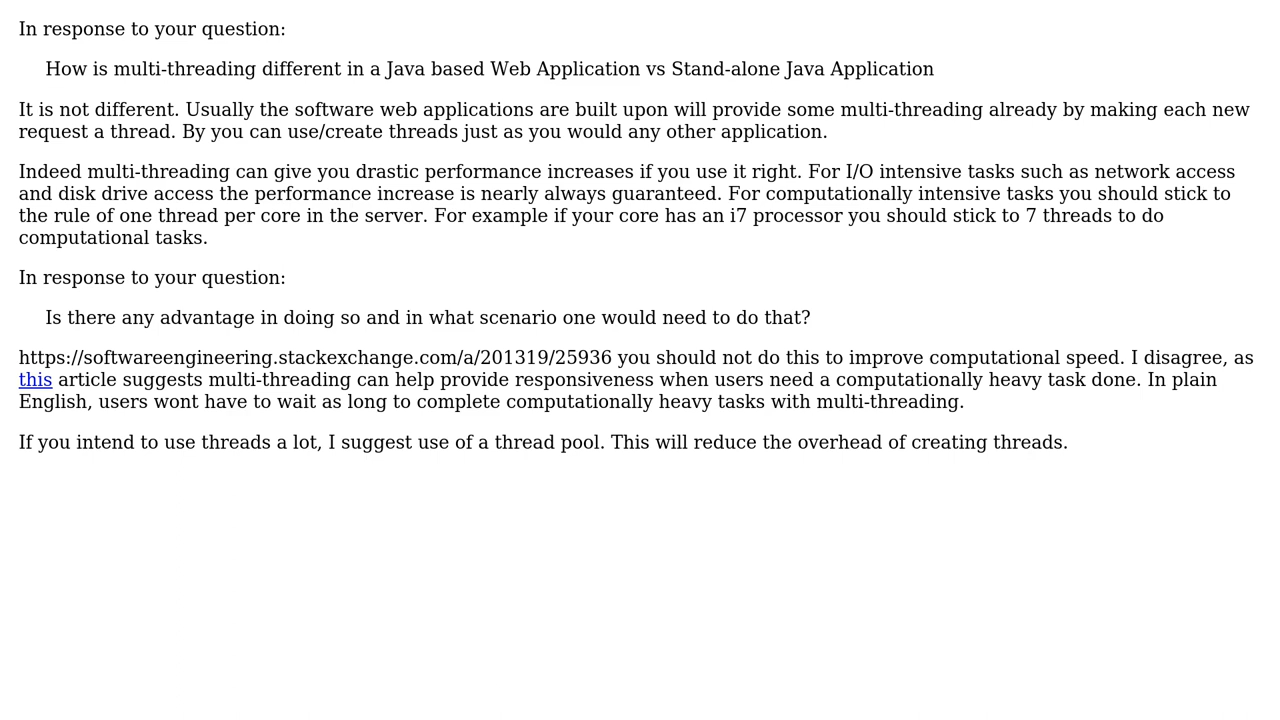 In response to your question:
How is multi-threading different in a Java based Web Application vs Stand-alone Java Application
It is not different. Usually the software web applications are built upon will provide some multi-threading already by making each new
request a thread. By you can use/create threads just as you would any other application.
Indeed multi-threading can give you drastic performance increases if you use it right. For I/O intensive tasks such as network access
and disk drive access the performance increase is nearly always guaranteed. For computationally intensive tasks you should stick to
the rule of one thread per core in the server. For example if your core has an i7 processor you should stick to 7 threads to do
computational tasks.
In response to your question:
Is there any advantage in doing so and in what scenario one would need to do that?
https://softwareengineering.stackexchange.com/a/201319/25936 you should not do this to improve computational speed. I disagree, as
this article suggests multi-threading can help provide responsiveness when users need a computationally heavy task done. In plain
English, users wont have to wait as long to complete computationally heavy tasks with multi-threading.
If you intend to use threads a lot, I suggest use of a thread pool. This will reduce the overhead of creating threads.